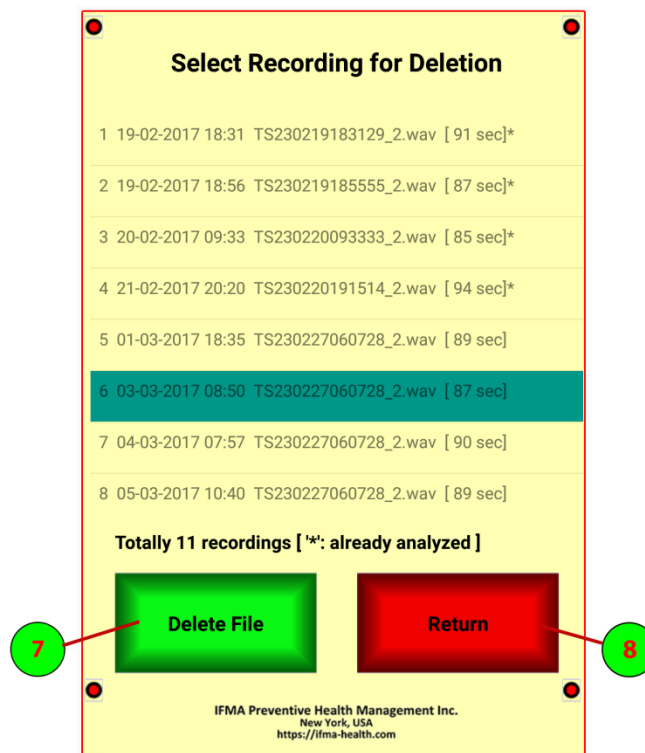 Select Recording for Deletion
1 19-02-2017 18:31 TS230219183129_2.wav [ 91 sec]*
2 19-02-2017 18:56 TS230219185555_2.wav [ 87 sec]*
3 20-02-2017 09:33 TS230220093333_2.wav [ 85 sec]*
4 21-02-2017 20:20 TS230220191514_2.wav [ 94 sec]*
5 01-03-2017 18:35 TS230227060728_2.wav [ 89 sec]
6 03-03-2017 08:50 TS230227060728_2.wav [ 87 sec]
7 04-03-2017 07:57 TS230227060728_2.wav [ 90 sec]
8 05-03-2017 10:40 TS230227060728_2.wav [ 89 sec]
Totally 11 recordings [ '*': already analyzed ]
7 Delete File Return 8
IFMA Preventive Health Management Inc.
New York, USA
https://ifma-health.com